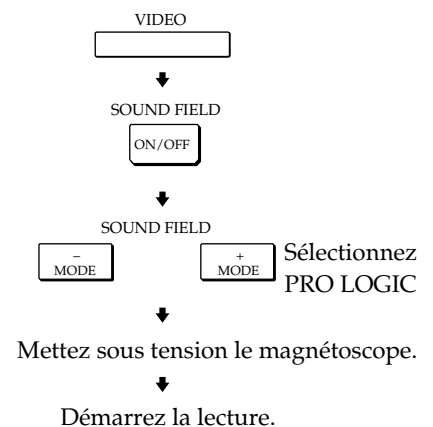 VIDEO
SOUND FIELD
ON/OFF
SOUND FIELD
– +
MODE MODE
Sélectionnez
PRO LOGIC
Mettez sous tension le magnétoscope.
Démarrez la lecture.